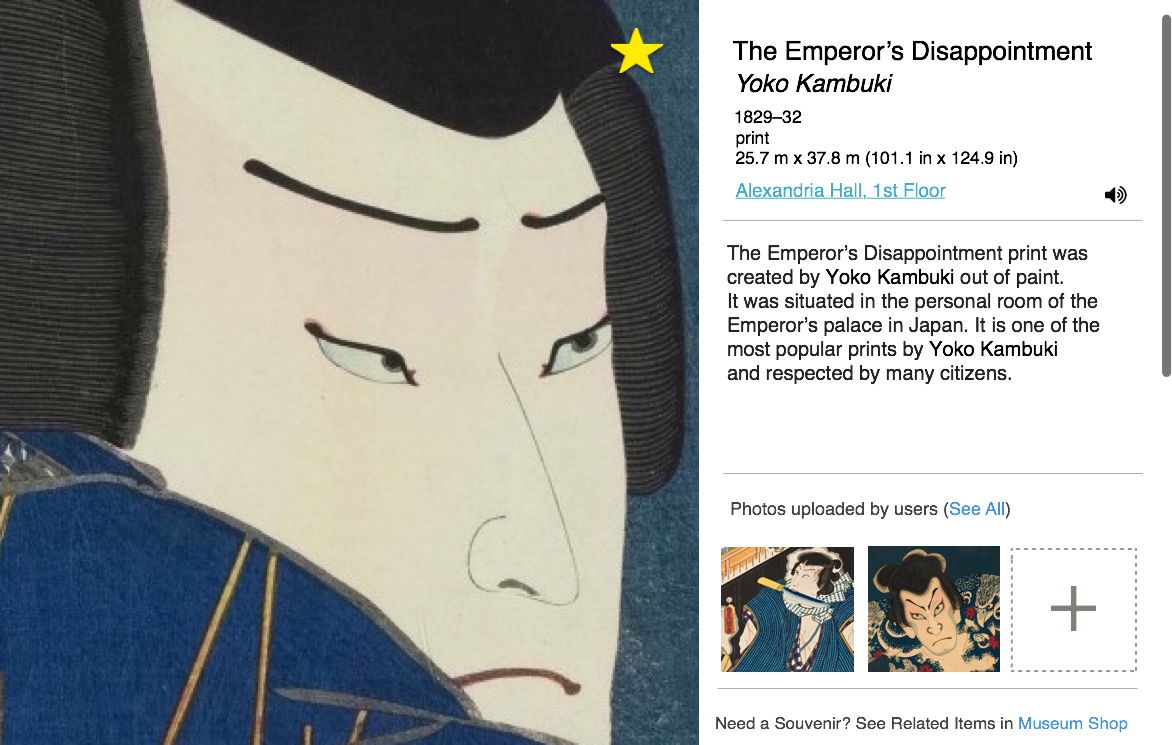 The Emperor’s Disappointment
Yoko Kambuki
1829–32
print
25.7 m x 37.8 m (101.1 in x 124.9 in)
Alexandria Hall, 1st Floor
The Emperor’s Disappointment print was
created by Yoko Kambuki out of paint.
It was situated in the personal room of the
Emperor’s palace in Japan. It is one of the
most popular prints by Yoko Kambuki
and respected by many citizens.
Photos uploaded by users (See All)
Need a Souvenir? See Related Items in Museum Shop